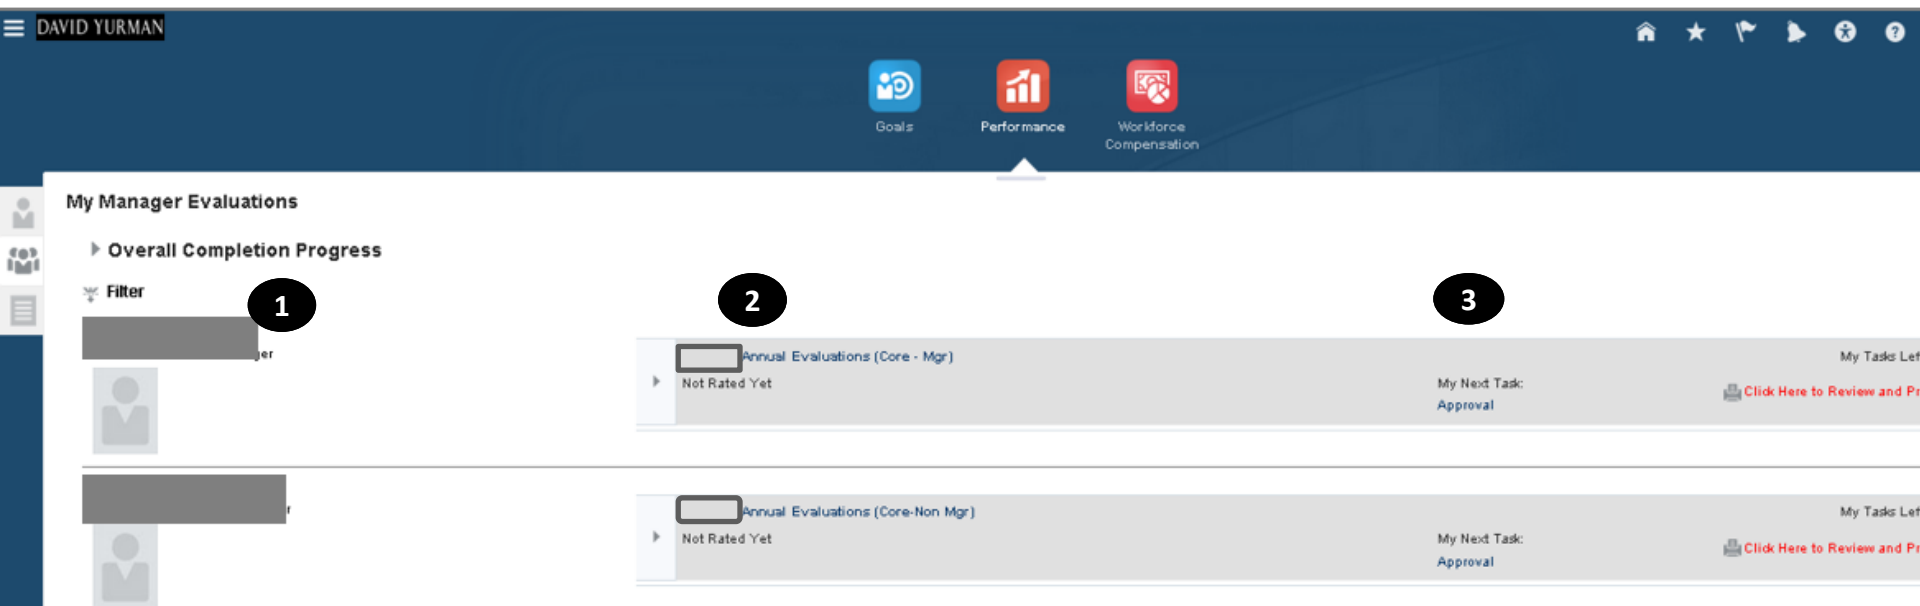 DAVID YURMAN
Goals
Performance
Workforce
Compensation
My Manager Evaluations
Overall Completion Progress
Filter
1
2
3
Annual Evaluations (Core - Mgr)
My Tasks Left
Not Rated Yet
My Next Task:
Click Here to Review and Pr
Approval
Annual Evaluations (Core-Non Mgr)
My Tasks Left
Not Rated Yet
My Next Task:
Click Here to Review and Pr
Approval